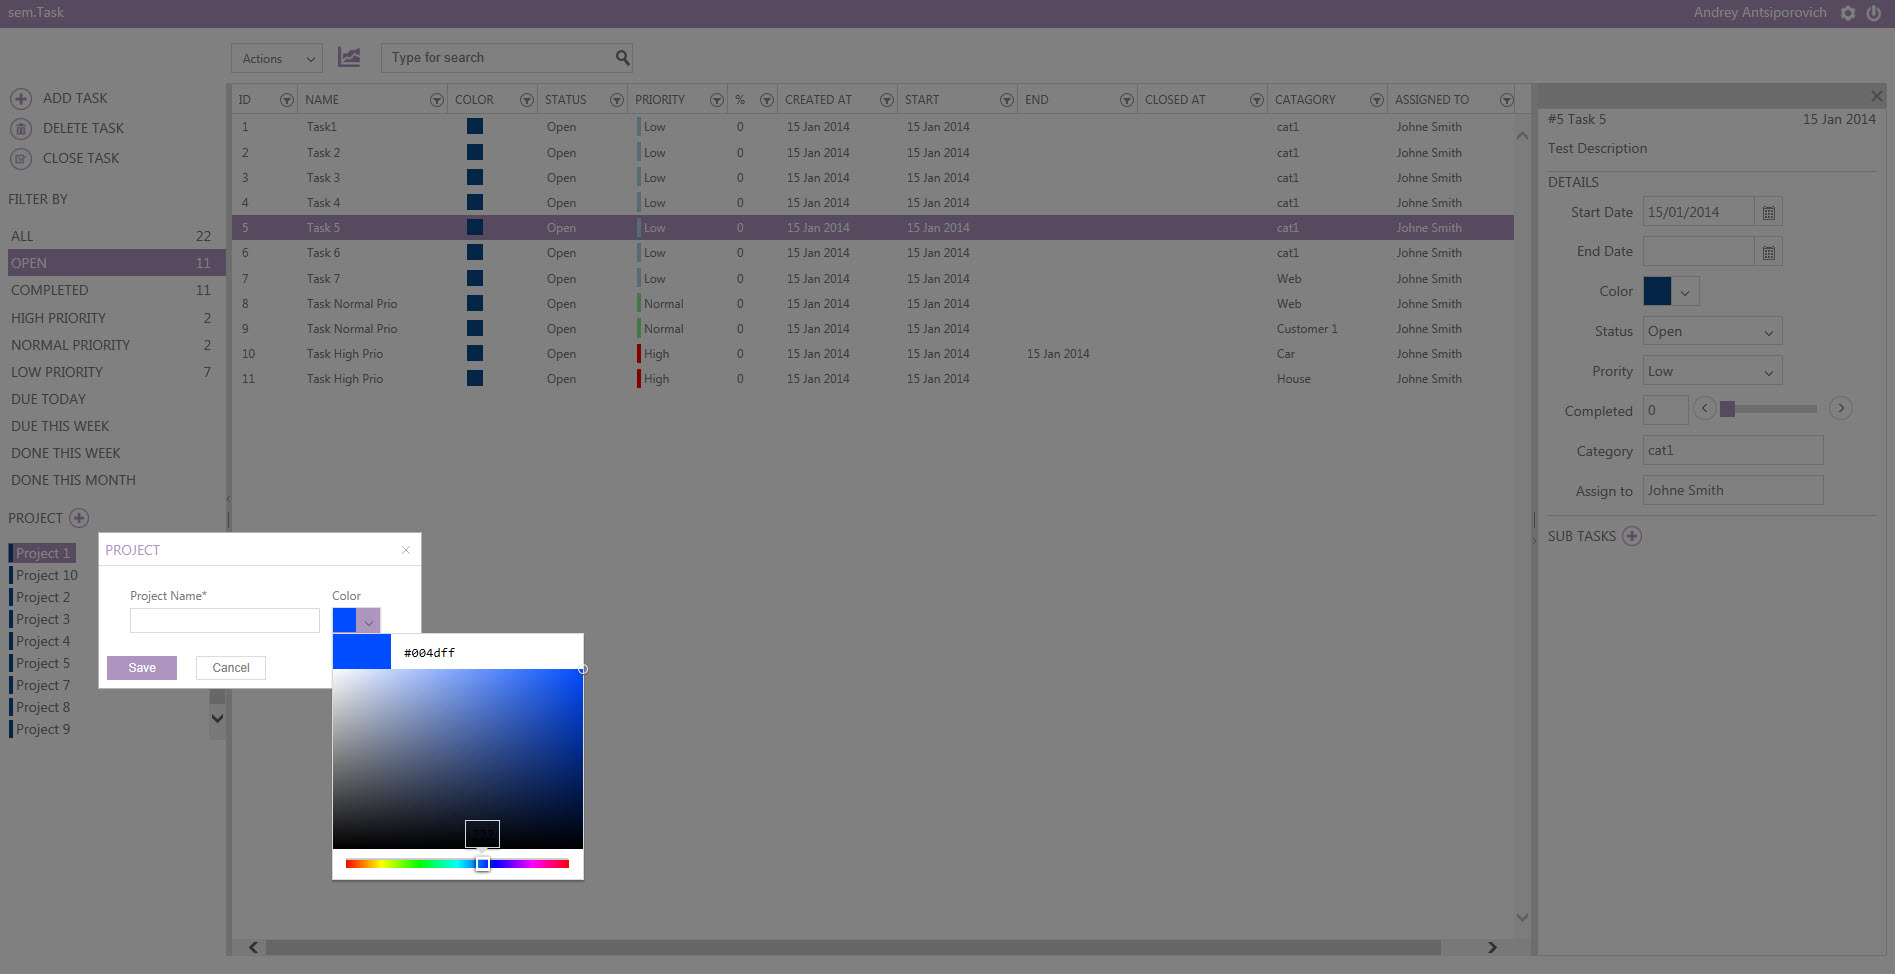 sem.Task
Andrey Antsiporovich
Actions
Type for search
ADD TASK
DELETE TASK
CLOSE TASK
FILTER BY
ALL 22
OPEN 11
COMPLETED 11
HIGH PRIORITY 2
NORMAL PRIORITY 2
LOW PRIORITY 7
DUE TODAY
DUE THIS WEEK
DONE THIS WEEK
DONE THIS MONTH
PROJECT
Project 1
Project 10
Project 2
Project 3
Project 4
Project 5
Project 7
Project 8
Project 9
ID NAME COLOR STATUS PRIORITY % CREATED AT START END CLOSED AT CATAGORY ASSIGNED TO
1 Task1 Open Low 0 15 Jan 2014 15 Jan 2014 cat1 Johne Smith
2 Task 2 Open Low 0 15 Jan 2014 15 Jan 2014 cat1 Johne Smith
3 Task 3 Open Low 0 15 Jan 2014 15 Jan 2014 cat1 Johne Smith
4 Task 4 Open Low 0 15 Jan 2014 15 Jan 2014 cat1 Johne Smith
5 Task 5 Open Low 0 15 Jan 2014 15 Jan 2014 cat1 Johne Smith
6 Task 6 Open Low 0 15 Jan 2014 15 Jan 2014 cat1 Johne Smith
7 Task 7 Open Low 0 15 Jan 2014 15 Jan 2014 Web Johne Smith
8 Task Normal Prio Open Normal 0 15 Jan 2014 15 Jan 2014 Web Johne Smith
9 Task Normal Prio Open Normal 0 15 Jan 2014 15 Jan 2014 Customer 1 Johne Smith
10 Task High Prio Open High 0 15 Jan 2014 15 Jan 2014 15 Jan 2014 Car Johne Smith
11 Task High Prio Open High 0 15 Jan 2014 15 Jan 2014 House Johne Smith
PROJECT
Project Name* Color
Save Cancel
#004dff
#5 Task 5 15 Jan 2014
Test Description
DETAILS
Start Date 15/01/2014
End Date
Color
Status Open
Prority Low
Completed 0
Category cat1
Assign to Johne Smith
SUB TASKS